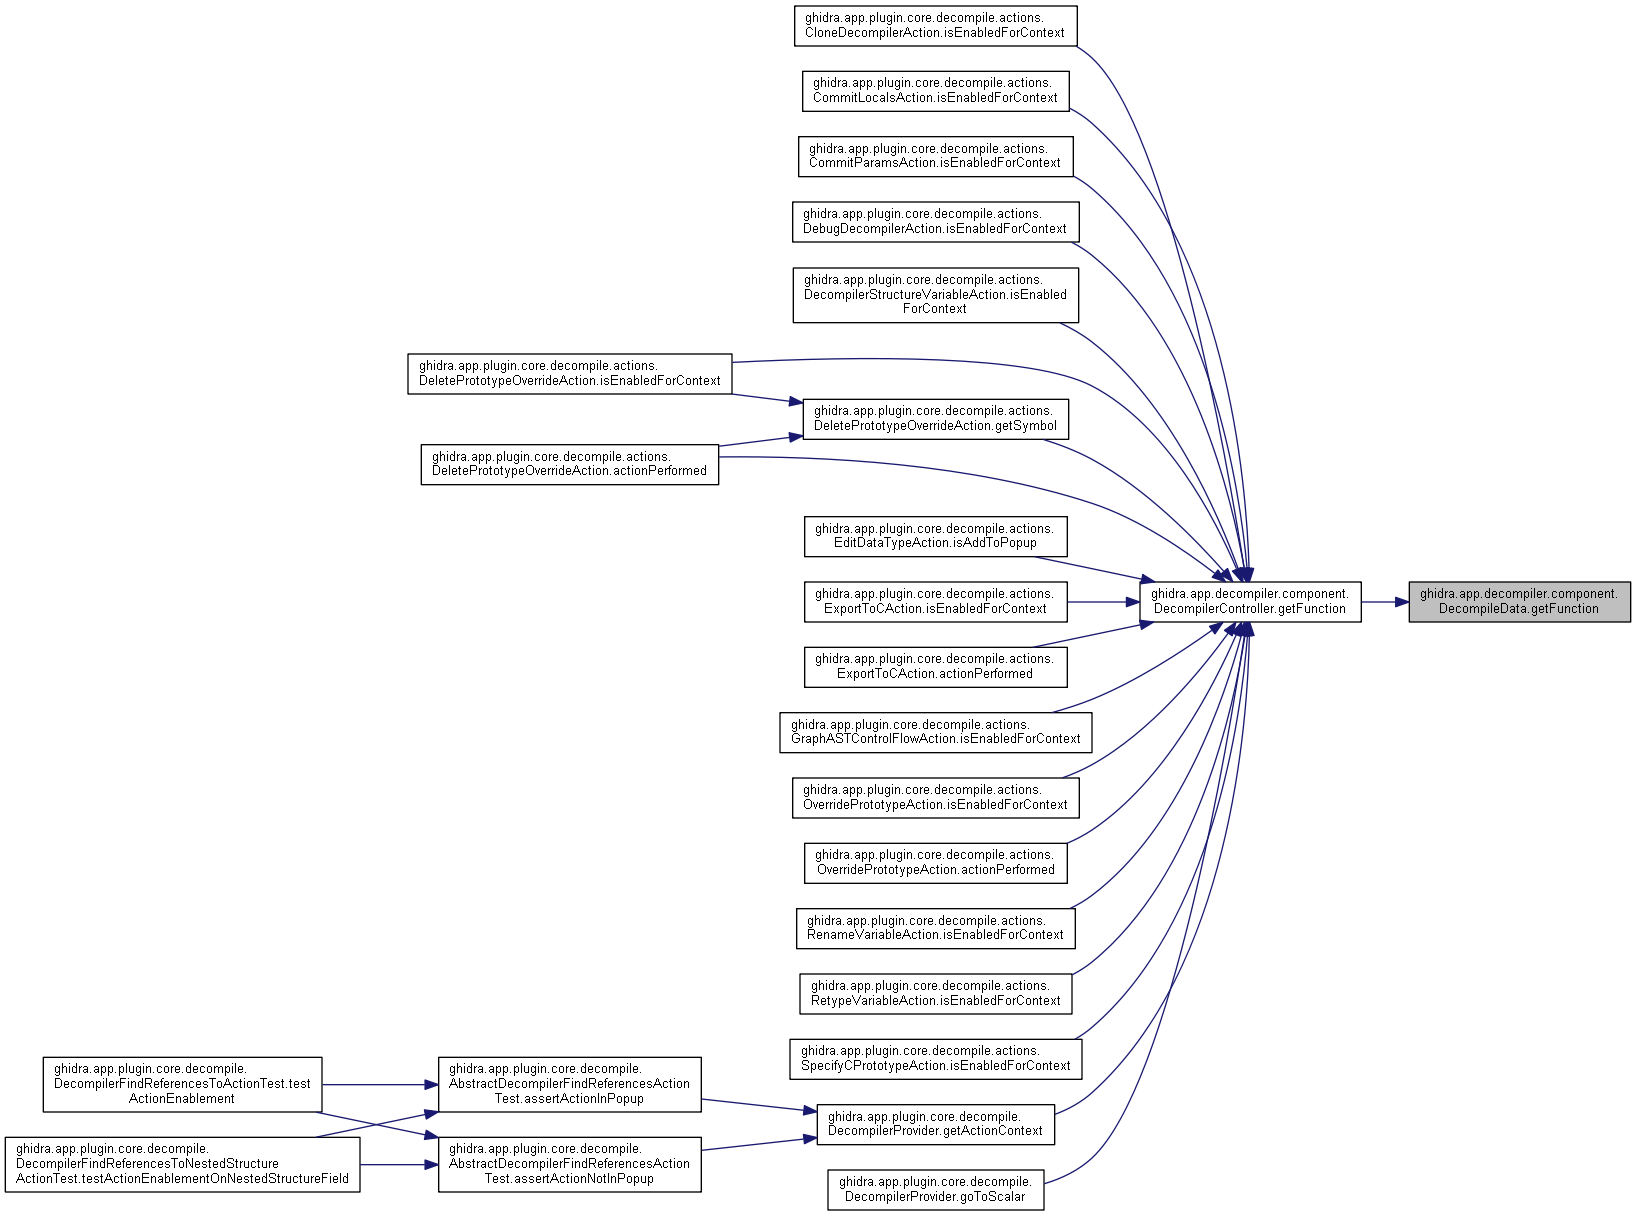 ghidra.app.plugin.core.decompile.actions.
CloneDecompilerAction.isEnabledForContext
ghidra.app.plugin.core.decompile.actions.
CommitLocalsAction.isEnabledForContext
ghidra.app.plugin.core.decompile.actions.
CommitParamsAction.isEnabledForContext
ghidra.app.plugin.core.decompile.actions.
DebugDecompilerAction.isEnabledForContext
ghidra.app.plugin.core.decompile.actions.
DecompilerStructureVariableAction.isEnabled
ForContext
ghidra.app.plugin.core.decompile.actions.
DeletePrototypeOverrideAction.isEnabledForContext
ghidra.app.plugin.core.decompile.actions.
DeletePrototypeOverrideAction.getSymbol
ghidra.app.plugin.core.decompile.actions.
DeletePrototypeOverrideAction.actionPerformed
ghidra.app.plugin.core.decompile.actions.
EditDataTypeAction.isAddToPopup
ghidra.app.plugin.core.decompile.actions.
ExportToCAction.isEnabledForContext
ghidra.app.decompiler.component.
DecompilerController.getFunction
ghidra.app.decompiler.component.
DecompileData.getFunction
ghidra.app.plugin.core.decompile.actions.
ExportToCAction.actionPerformed
ghidra.app.plugin.core.decompile.actions.
GraphASTControlFlowAction.isEnabledForContext
ghidra.app.plugin.core.decompile.actions.
OverridePrototypeAction.isEnabledForContext
ghidra.app.plugin.core.decompile.actions.
OverridePrototypeAction.actionPerformed
ghidra.app.plugin.core.decompile.actions.
RenameVariableAction.isEnabledForContext
ghidra.app.plugin.core.decompile.actions.
RetypeVariableAction.isEnabledForContext
ghidra.app.plugin.core.decompile.actions.
SpecifyCPrototypeAction.isEnabledForContext
ghidra.app.plugin.core.decompile.
DecompilerFindReferencesToActionTest.test
ActionEnablement
ghidra.app.plugin.core.decompile.
AbstractDecompilerFindReferencesAction
Test.assertActionInPopup
ghidra.app.plugin.core.decompile.
DecompilerProvider.getActionContext
ghidra.app.plugin.core.decompile.
DecompilerFindReferencesToNestedStructure
ActionTest.testActionEnablementOnNestedStructureField
ghidra.app.plugin.core.decompile.
AbstractDecompilerFindReferencesAction
Test.assertActionNotInPopup
ghidra.app.plugin.core.decompile.
DecompilerProvider.goToScalar